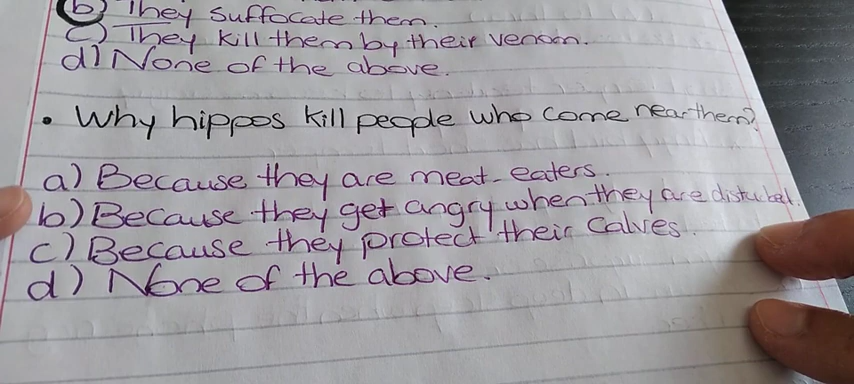 b) They suffocate them.
c) They kill them by their venom.
d) None of the above.
• Why hippos kill people who come near them?
a) Because they are meat-eaters.
b) Because they get angry when they are disturbed.
c) Because they protect their calves.
d) None of the above.